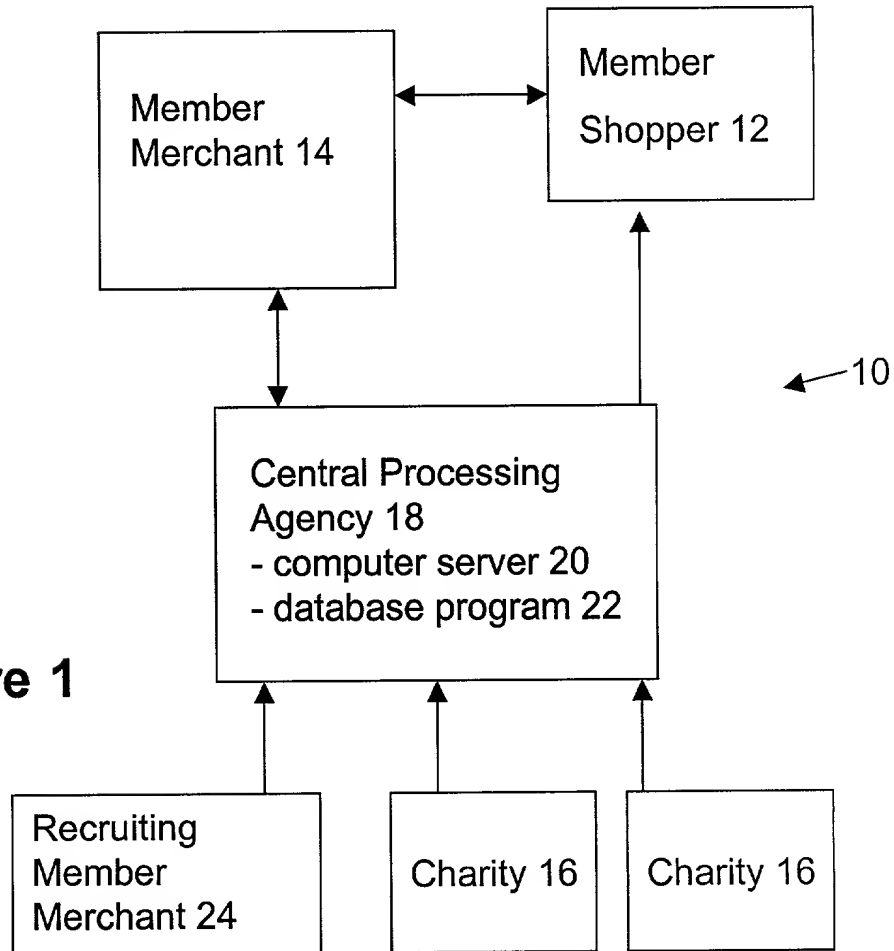 Member
Merchant 14
Member
Shopper 12
10
Central Processing
Agency 18
- computer server 20
- database program 22
re 1
Recruiting
Member
Merchant 24
Charity 16
Charity 16